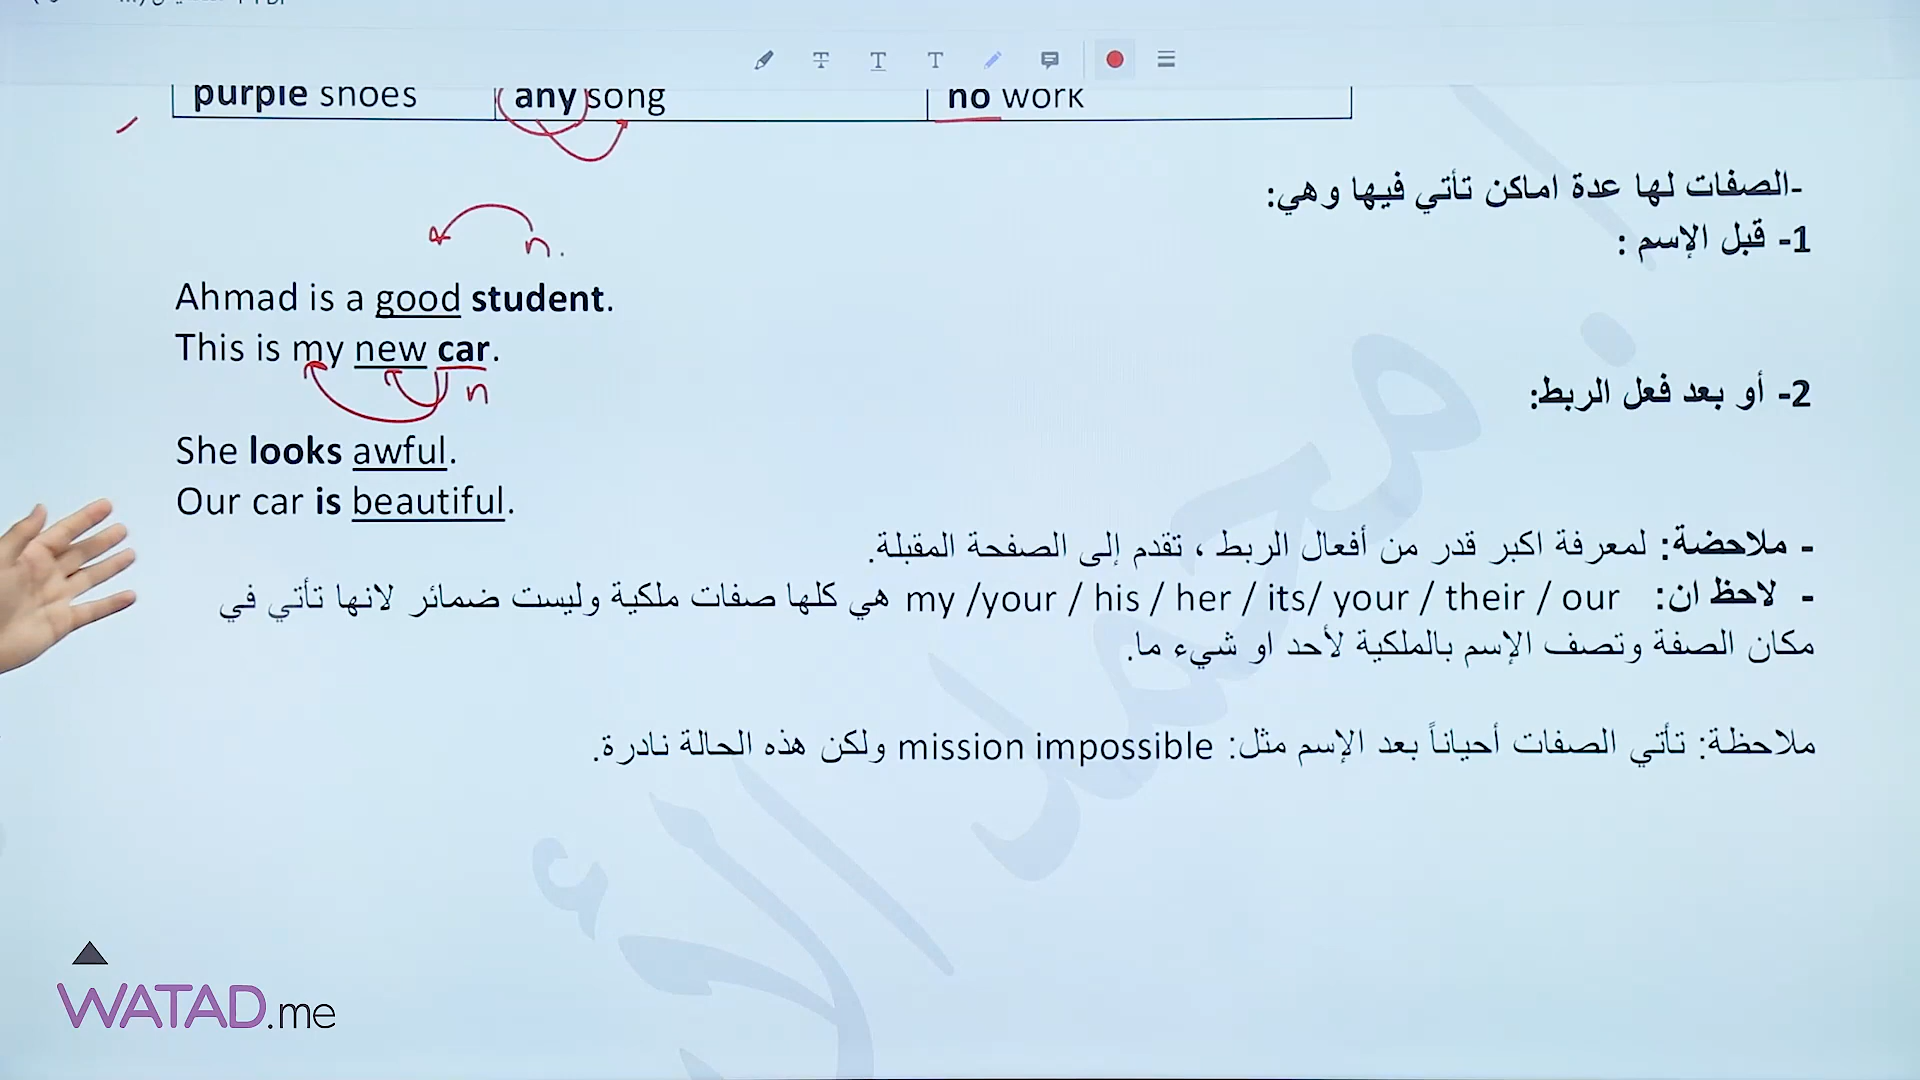 purple shoes any song no work
-الصفات لها عدة اماكن تأتي فيها وهي:
1- قبل الإسم :
n.
Ahmad is a good student.
This is my new car.
n
2- أو بعد فعل الربط:
She looks awful.
Our car is beautiful.
- ملاحضة: لمعرفة اكبر قدر من أفعال الربط ، تقدم إلى الصفحة المقبلة.
- لاحظ ان: my /your / his / her / its/ your / their / our هي كلها صفات ملكية وليست ضمائر لانها تأتي في
مكان الصفة وتصف الإسم بالملكية لأحد او شيء ما.
ملاحظة: تأتي الصفات أحياناً بعد الإسم مثل: mission impossible ولكن هذه الحالة نادرة.
WATAD.me